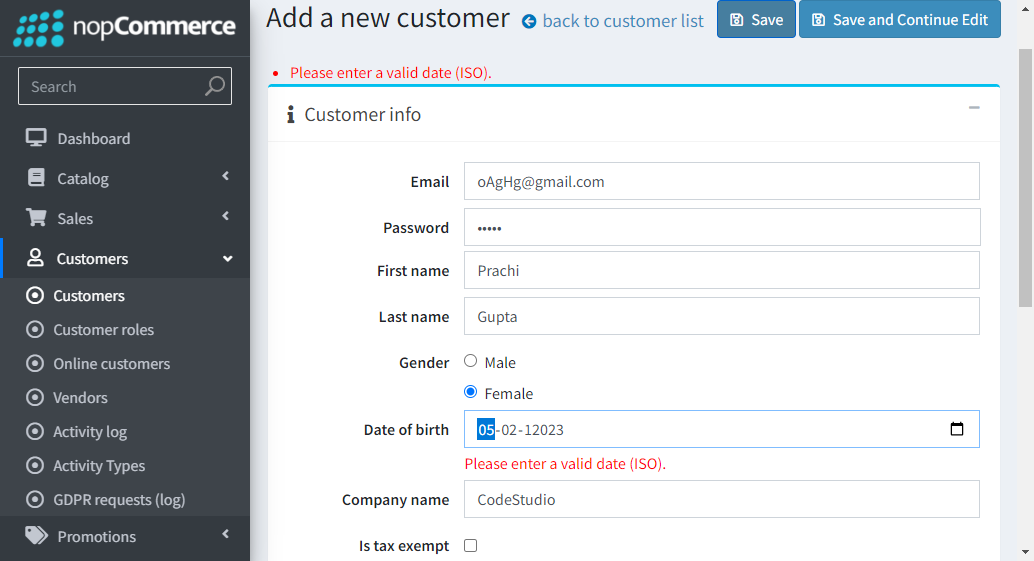 nopCommerce
Add a new customer back to customer list Save Save and Continue Edit
Search
Please enter a valid date (ISO).
Customer info
Dashboard
Catalog
Sales
Customers
Customers
Customer roles
Online customers
Vendors
Activity log
Activity Types
GDPR requests (log)
Promotions
Email oAgHg@gmail.com
Password •••••
First name Prachi
Last name Gupta
Gender Male
Female
Date of birth 05-02-12023
Please enter a valid date (ISO).
Company name CodeStudio
Is tax exempt